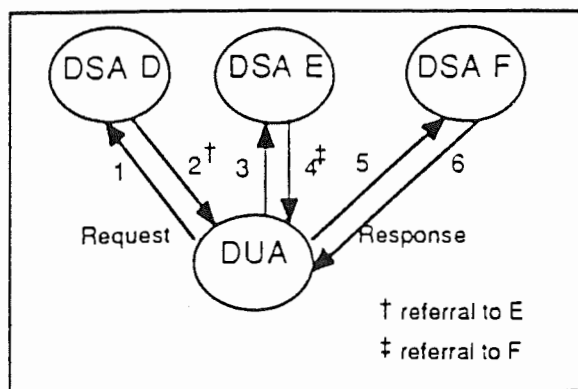 DSA D DSA E DSA F
1 2† 3 4‡ 5 6
Request Response
DUA
† referral to E
‡ referral to F